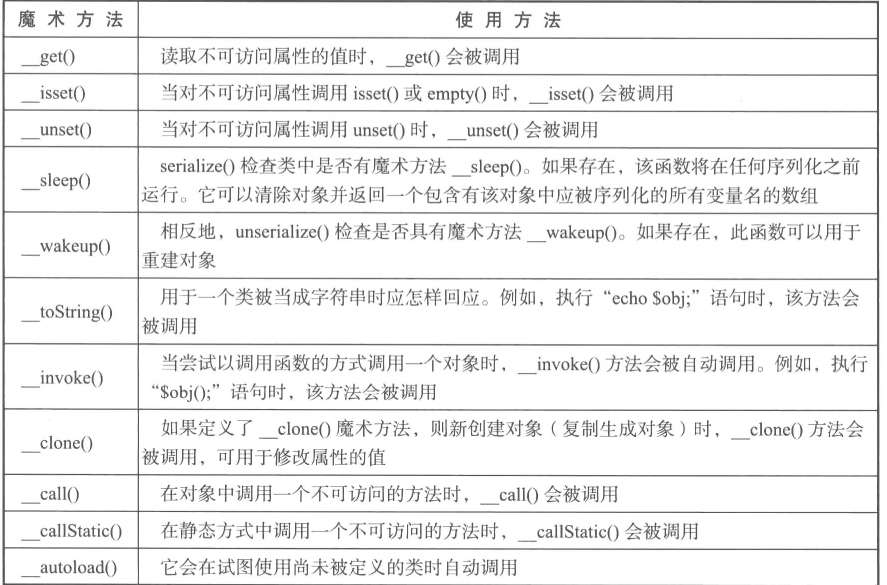 魔术方法 使用方法
__get() 读取不可访问属性的值时，__get() 会被调用
__isset() 当对不可访问属性调用 isset() 或 empty() 时，__isset() 会被调用
__unset() 当对不可访问属性调用 unset() 时，__unset() 会被调用
__sleep() serialize() 检查类中是否有魔术方法 __sleep()。如果存在，该函数将在任何序列化之前
运行。它可以清除对象并返回一个包含有该对象中应被序列化的所有变量名的数组
__wakeup() 相反地，unserialize() 检查是否具有魔术方法 __wakeup()。如果存在，此函数可以用于
重建对象
__toString() 用于一个类被当成字符串时应怎样回应。例如，执行“echo $obj;”语句时，该方法会
被调用
__invoke() 当尝试以调用函数的方式调用一个对象时，__invoke() 方法会被自动调用。例如，执行
“$obj();”语句时，该方法会被调用
__clone() 如果定义了 __clone() 魔术方法，则新创建对象（复制生成对象）时，__clone() 方法会
被调用，可用于修改属性的值
__call() 在对象中调用一个不可访问的方法时，__call() 会被调用
__callStatic() 在静态方式中调用一个不可访问的方法时，__callStatic() 会被调用
__autoload() 它会在试图使用尚未被定义的类时自动调用